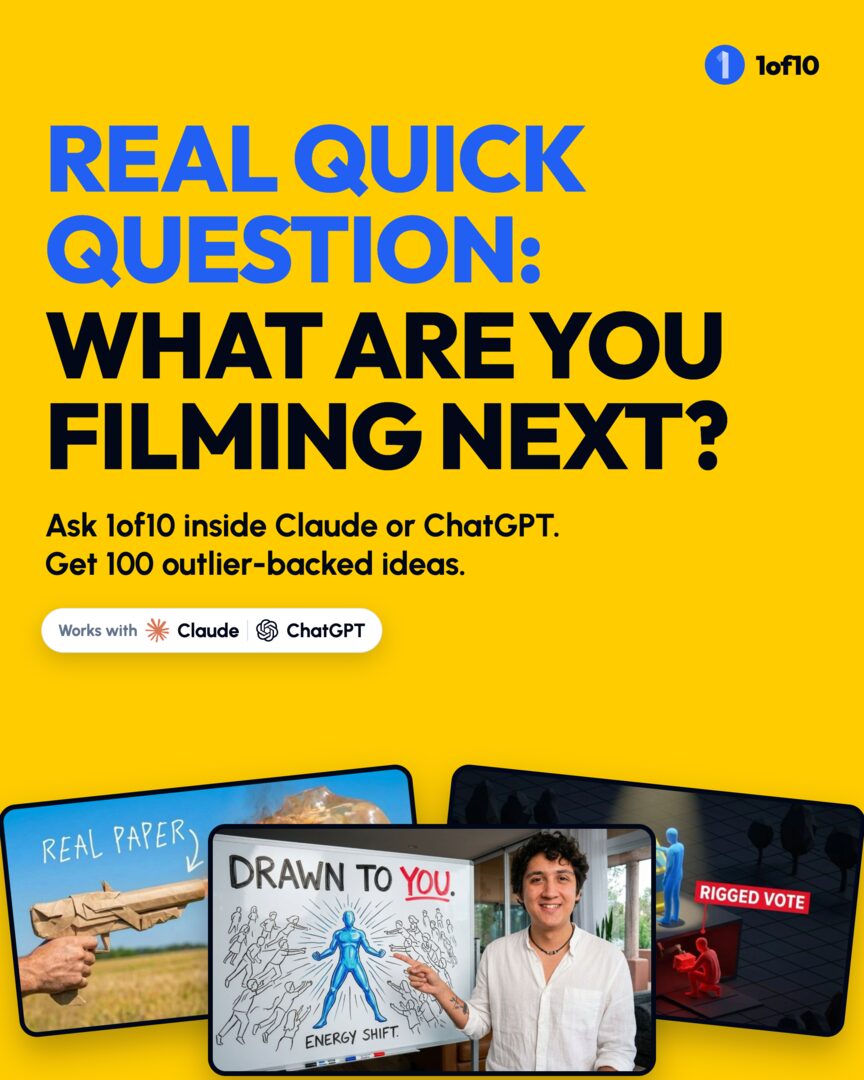 1of10
REAL QUICK
QUESTION:
WHAT ARE YOU
FILMING NEXT?
Ask 1of10 inside Claude or ChatGPT.
Get 100 outlier-backed ideas.
Works with Claude ChatGPT
REAL PAPER
DRAWN TO YOU.
ENERGY SHIFT.
RIGGED VOTE